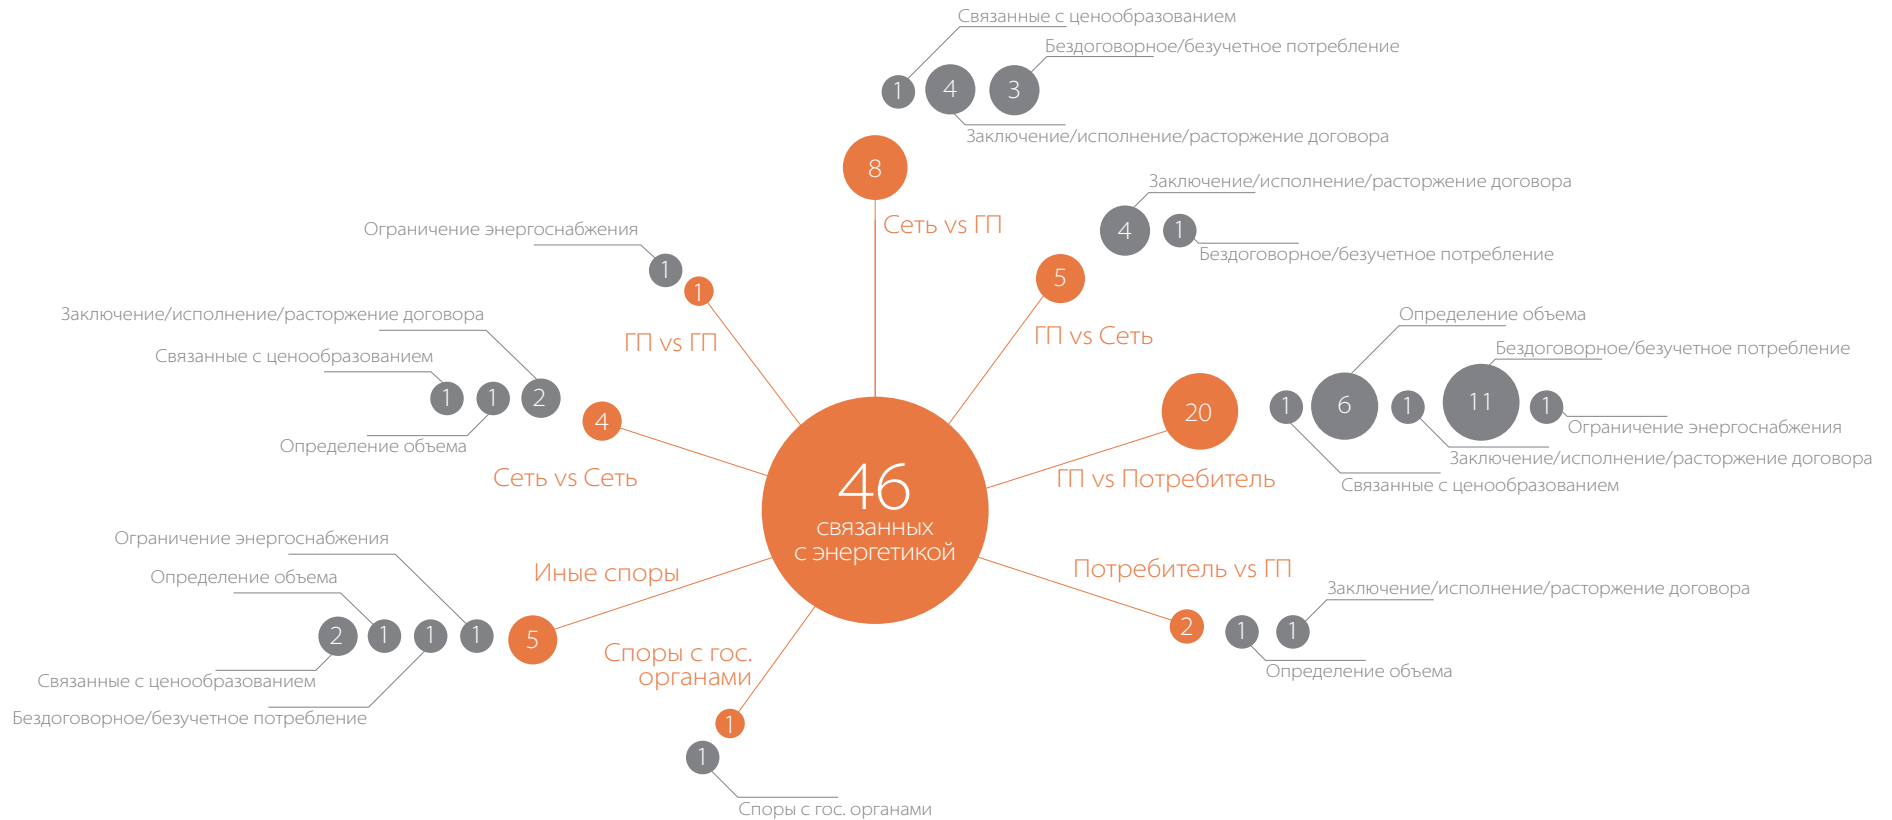 Связанные с ценообразованием
Бездоговорное/безучетное потребление
1
4
3
Заключение/исполнение/расторжение договора
8
Сеть vs ГП
Заключение/исполнение/расторжение договора
4
1
Бездоговорное/безучетное потребление
5
ГП vs Сеть
Определение объема
Бездоговорное/безучетное потребление
20
1
6
1
11
1
Ограничение энергоснабжения
Заключение/исполнение/расторжение договора
Связанные с ценообразованием
ГП vs Потребитель
Потребитель vs ГП
Заключение/исполнение/расторжение договора
2
1
1
Определение объема
Ограничение энергоснабжения
1
1
ГП vs ГП
Заключение/исполнение/расторжение договора
Связанные с ценообразованием
1
1
2
4
Определение объема
Сеть vs Сеть
46
связанных
с энергетикой
Ограничение энергоснабжения
Определение объема
Иные споры
2
1
1
1
5
Связанные с ценообразованием
Бездоговорное/безучетное потребление
Споры с гос.
органами
1
1
Споры с гос. органами